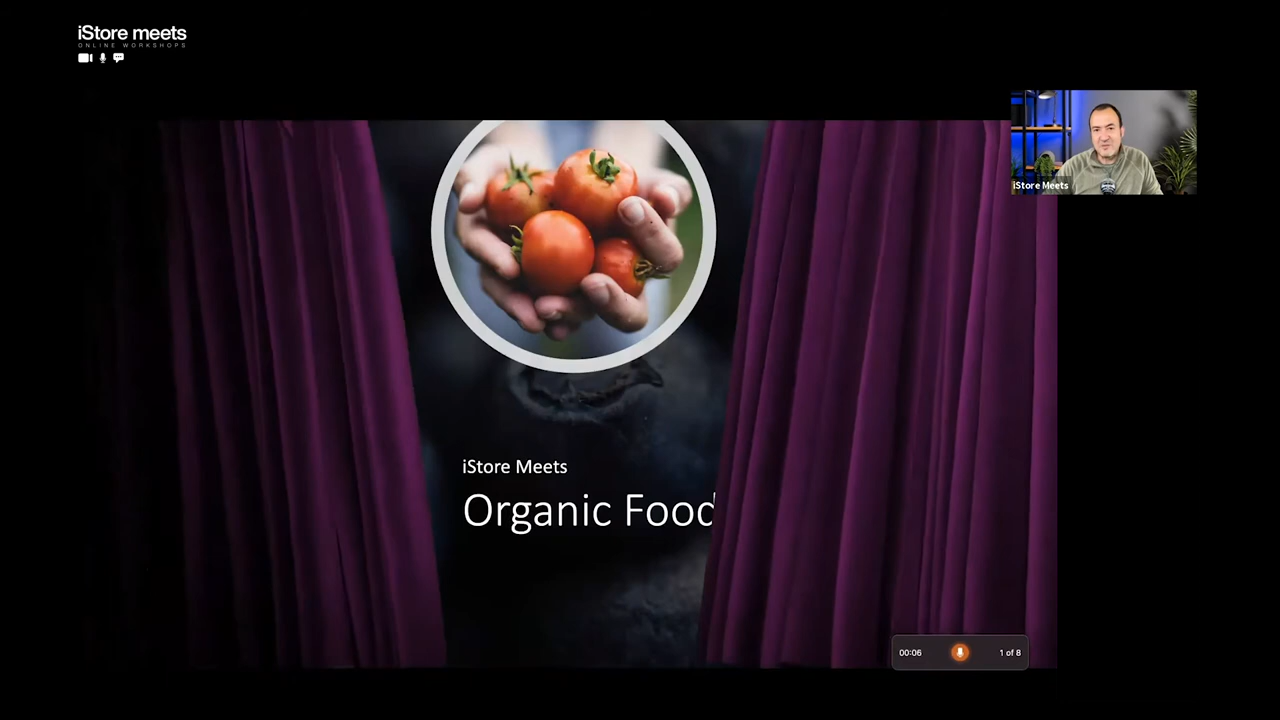 iStore meets
ONLINE WORKSHOPS
iStore Meets
iStore Meets
Organic Food
00:06
1 of 8